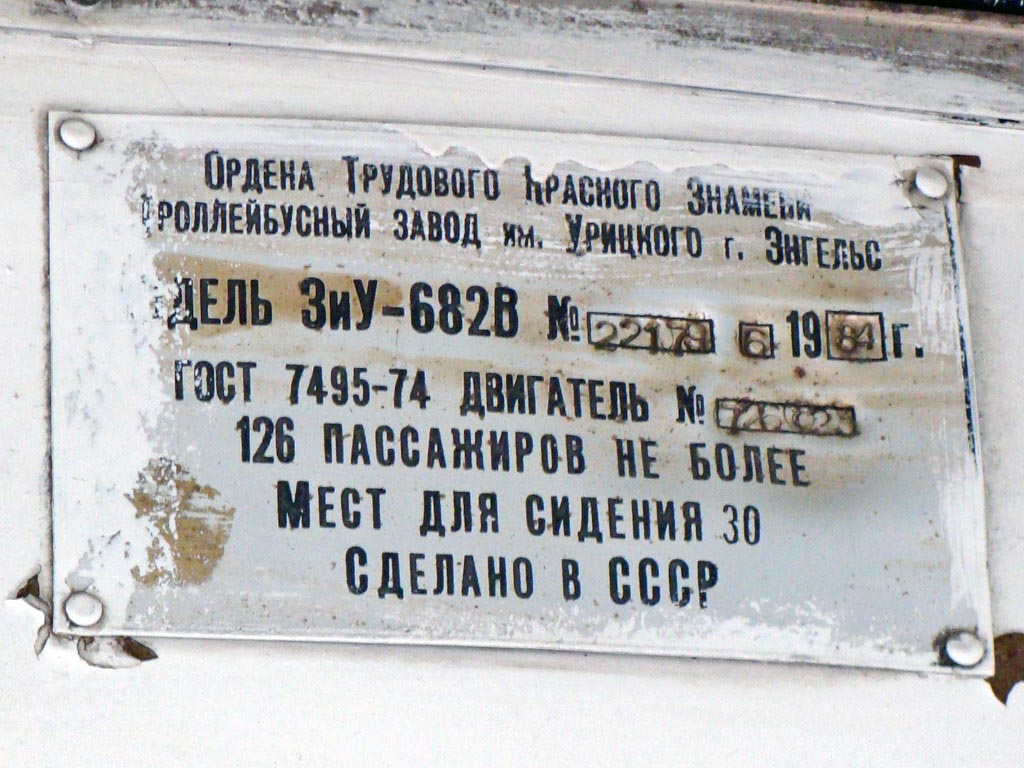 Ордена Трудового Красного Знамени
Троллейбусный завод им. Урицкого г. Энгельс
дель ЗиУ-682В № 22179 6 1984 г.
ГОСТ 7495-74 двигатель №
126 пассажиров не более
Мест для сидения 30
Сделано в СССР